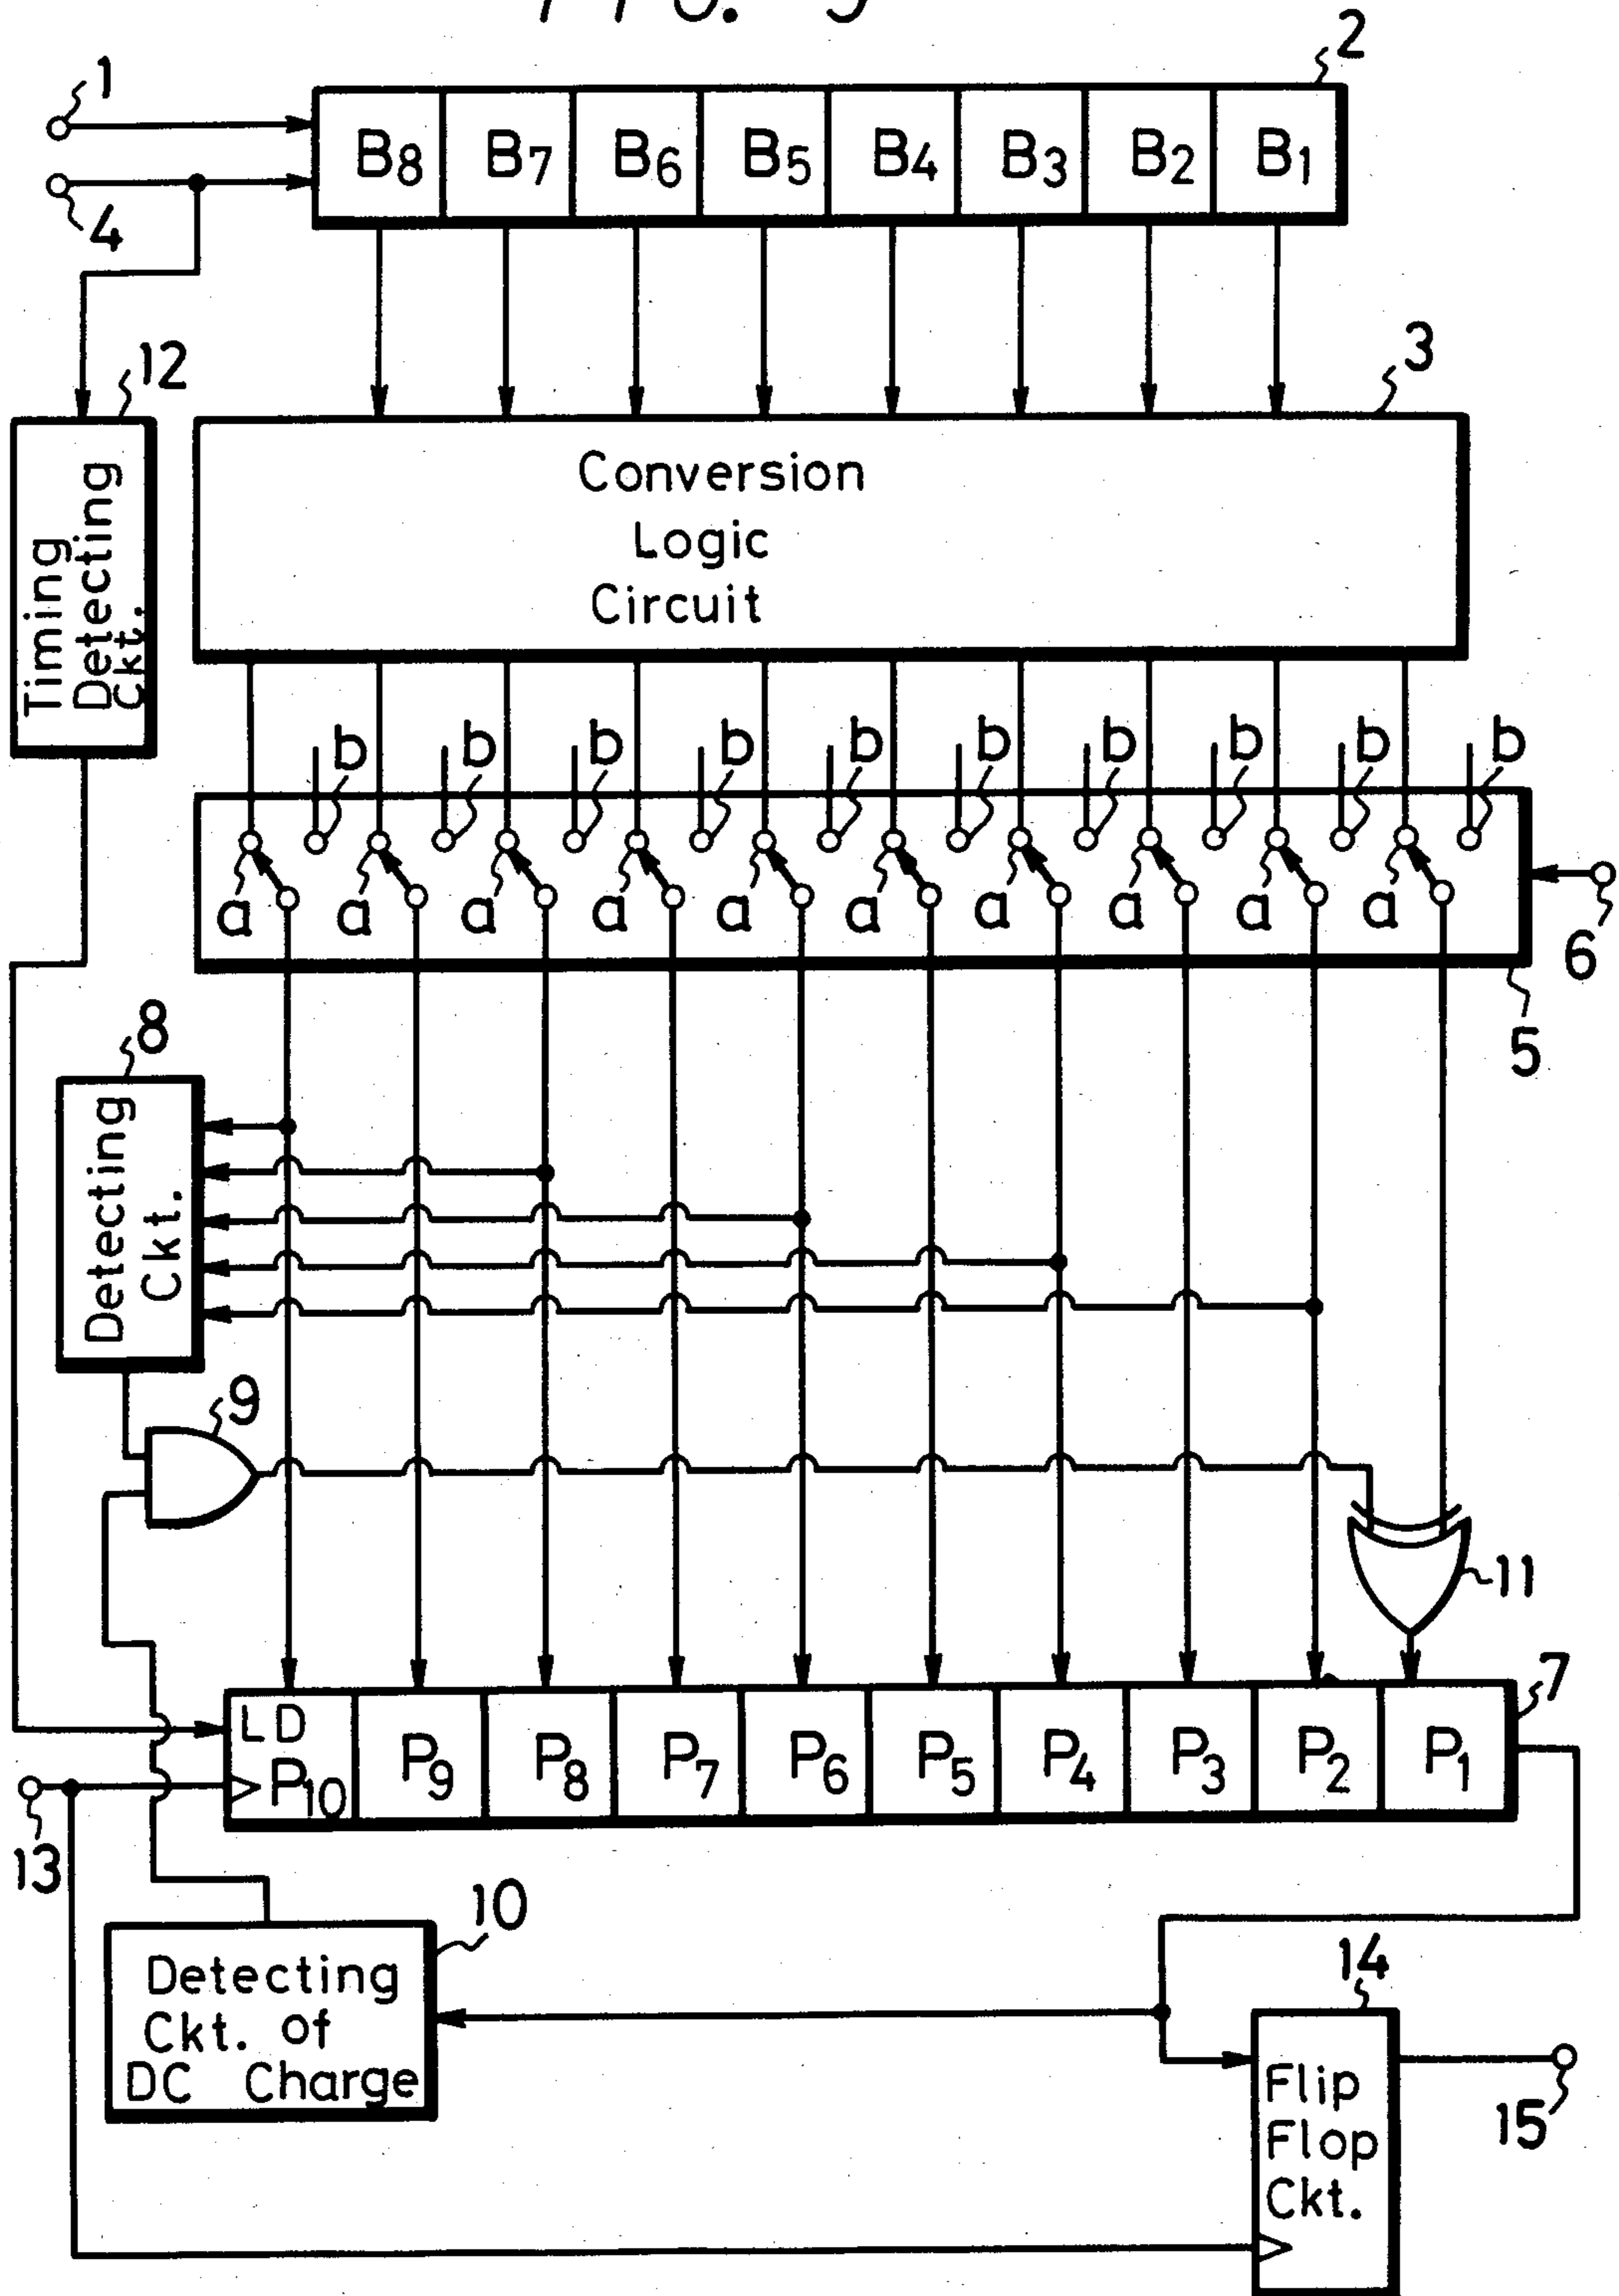 FIG. 9
1
2
B8 B7 B6 B5 B4 B3 B2 B1
4
12
3
Timing
Detecting
Ckt.
Conversion
Logic
Circuit
b b b b b b b b b b
a a a a a a a a a a
6
5
8
Detecting
Ckt.
9
11
7
LD
P10 P9 P8 P7 P6 P5 P4 P3 P2 P1
13
10
Detecting
Ckt. of
DC Charge
14
Flip
Flop
Ckt.
15